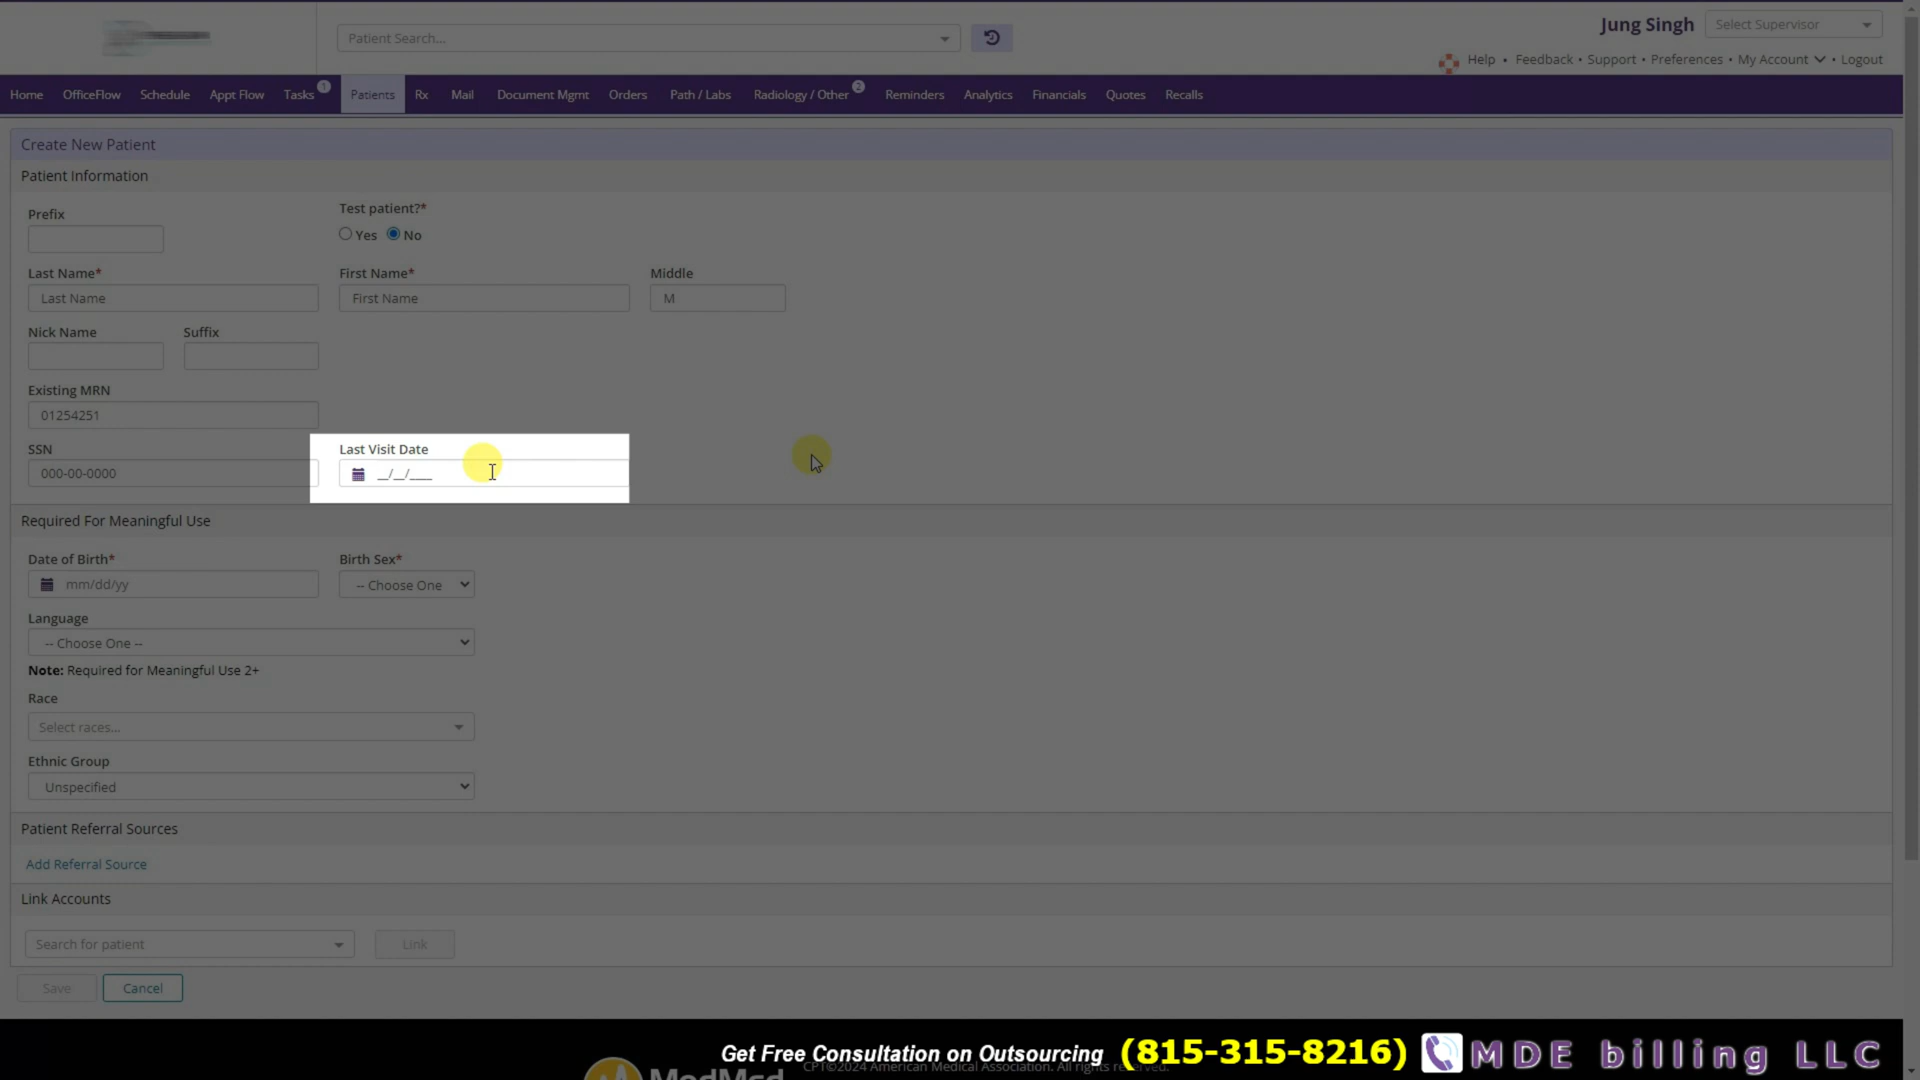 Patient Search...
Jung Singh
Select Supervisor
Help • Feedback • Support • Preferences • My Account • Logout
Home OfficeFlow Schedule Appt Flow Tasks 1 Patients Rx Mail Document Mgmt Orders Path / Labs Radiology / Other 2 Reminders Analytics Financials Quotes Recalls
Create New Patient
Patient Information
Prefix Test patient?*
Yes No
Last Name* First Name* Middle
Last Name First Name M
Nick Name Suffix
Existing MRN
01254251
SSN Last Visit Date
000-00-0000 __/__/____
Required For Meaningful Use
Date of Birth* Birth Sex*
mm/dd/yy -- Choose One
Language
-- Choose One --
Note: Required for Meaningful Use 2+
Race
Select races...
Ethnic Group
Unspecified
Patient Referral Sources
Add Referral Source
Link Accounts
Search for patient Link
Save Cancel
Get Free Consultation on Outsourcing (815-315-8216) MDE billing LLC
CPT©2024 American Medical Association. All rights reserved.